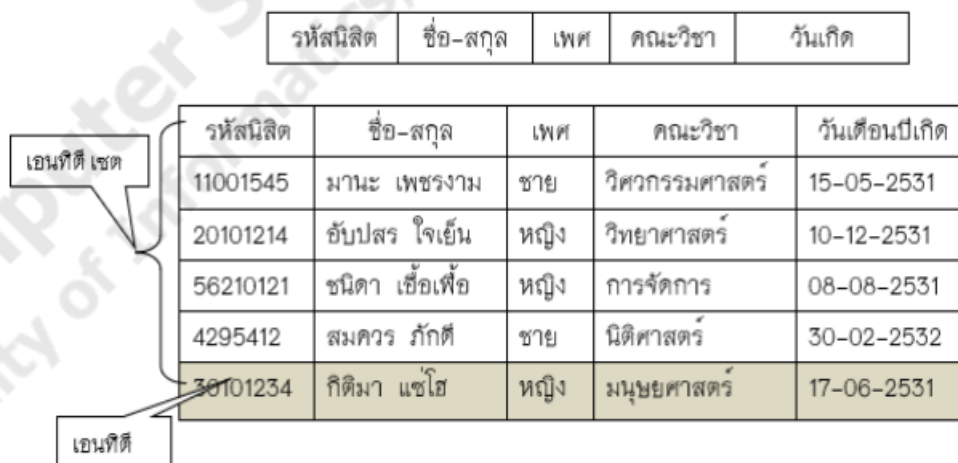 รหัสนิสิต ชื่อ-สกุล เพศ คณะวิชา วันเกิด
รหัสนิสิต ชื่อ-สกุล เพศ คณะวิชา วันเดือนปีเกิด
เอนทิตี เซต
11001545 มานะ เพชรงาม ชาย วิศวกรรมศาสตร์ 15-05-2531
20101214 อัปสร ใจเย็น หญิง วิทยาศาสตร์ 10-12-2531
56210121 ชนิดา เอื้อเฟื้อ หญิง การจัดการ 08-08-2531
4295412 สมควร ภักดี ชาย นิติศาสตร์ 30-02-2532
30101234 กิติมา แซ่โฮ หญิง มนุษยศาสตร์ 17-06-2531
เอนทิตี